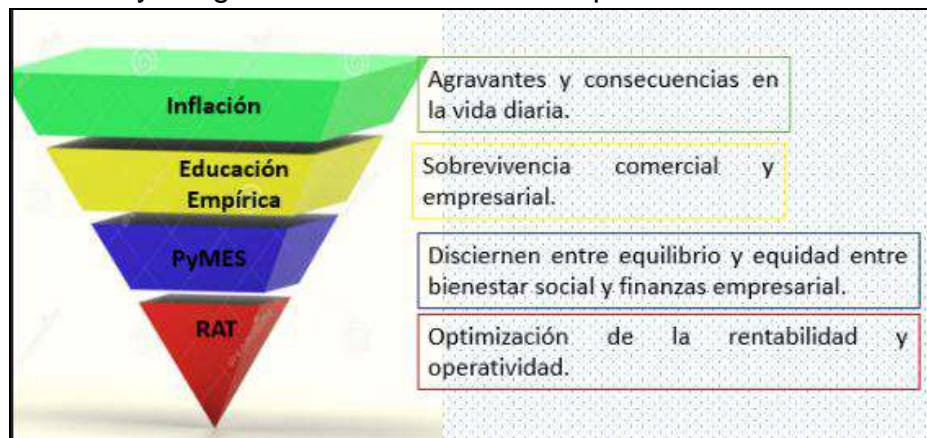 Inflación
Agravantes y consecuencias en
la vida diaria.
Educación
Empírica
Sobrevivencia comercial y
empresarial.
PyMES
Disciernen entre equilibrio y equidad entre
bienestar social y finanzas empresarial.
RAT
Optimización de la rentabilidad y
operatividad.